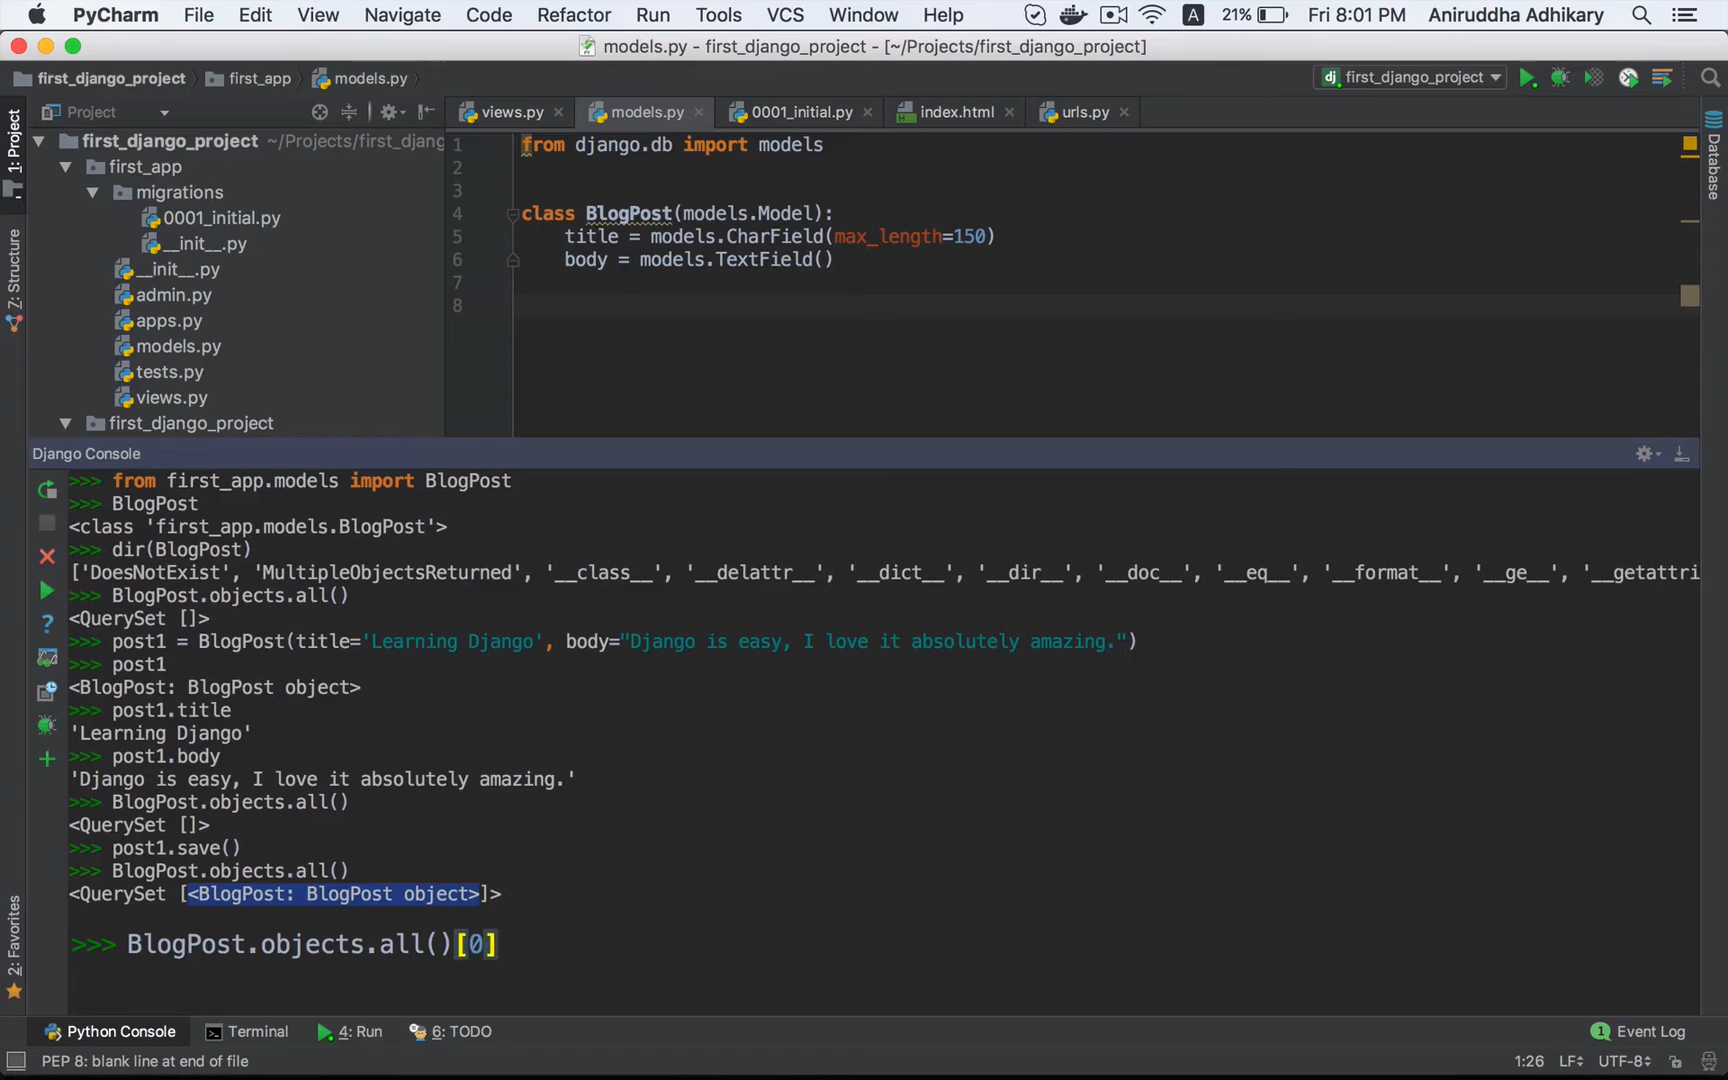 PyCharm File Edit View Navigate Code Refactor Run Tools VCS Window Help A 21% Fri 8:01 PM Aniruddha Adhikary
models.py - first_django_project - [~/Projects/first_django_project]
first_django_project first_app models.py dj first_django_project
Project views.py models.py 0001_initial.py index.html urls.py
1: Project
Z: Structure
2: Favorites
Database
first_django_project ~/Projects/first_djang
first_app
migrations
0001_initial.py
__init__.py
__init__.py
admin.py
apps.py
models.py
tests.py
views.py
first_django_project
1 from django.db import models
2
3
4 class BlogPost(models.Model):
5 title = models.CharField(max_length=150)
6 body = models.TextField()
7
8
Django Console
>>> from first_app.models import BlogPost
>>> BlogPost
<class 'first_app.models.BlogPost'>
>>> dir(BlogPost)
['DoesNotExist', 'MultipleObjectsReturned', '__class__', '__delattr__', '__dict__', '__dir__', '__doc__', '__eq__', '__format__', '__ge__', '__getattri
>>> BlogPost.objects.all()
<QuerySet []>
>>> post1 = BlogPost(title='Learning Django', body="Django is easy, I love it absolutely amazing.")
>>> post1
<BlogPost: BlogPost object>
>>> post1.title
'Learning Django'
>>> post1.body
'Django is easy, I love it absolutely amazing.'
>>> BlogPost.objects.all()
<QuerySet []>
>>> post1.save()
>>> BlogPost.objects.all()
<QuerySet [<BlogPost: BlogPost object>]>
>>> BlogPost.objects.all()[0]
Python Console Terminal 4: Run 6: TODO 1 Event Log
PEP 8: blank line at end of file 1:26 LF UTF-8